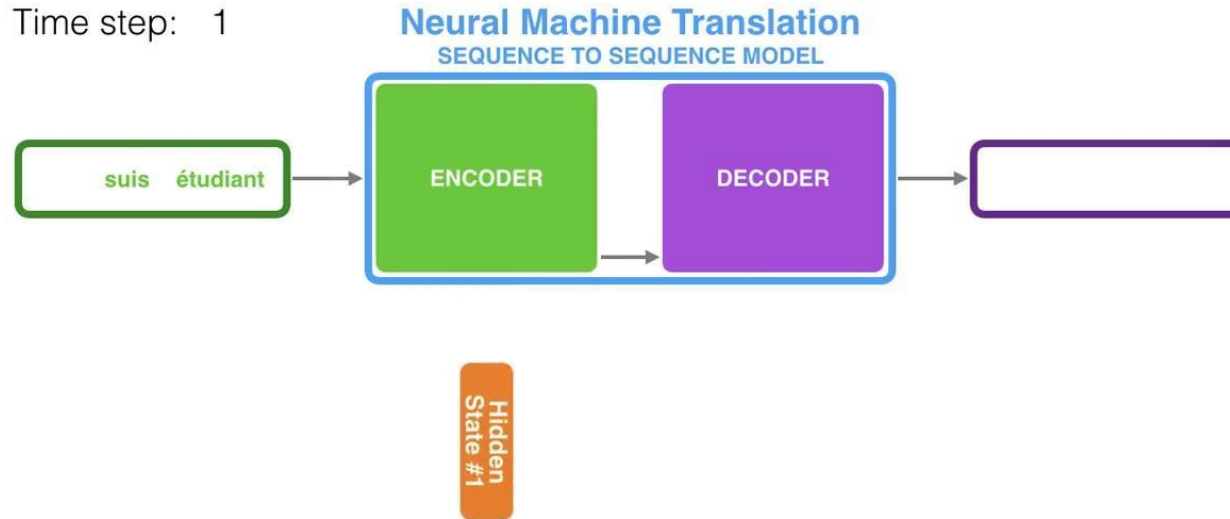 Time step: 1
Neural Machine Translation
SEQUENCE TO SEQUENCE MODEL
suis étudiant
ENCODER
DECODER
Hidden
State #1